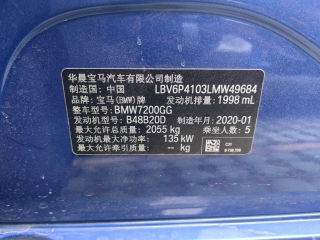 华晨宝马汽车有限公司制造
制造国: 中国 LBV6P4103LMW49684
品牌: 宝马(BMW)牌 发动机排量: 1998 mL
整车型号: BMW7200GG
发动机型号: B48B20D 制造年月: 2020-01
最大允许总质量: 2055 kg 乘坐人数: 5
发动机最大净功率: 135 kW
最大允许牵引质量: -- kg